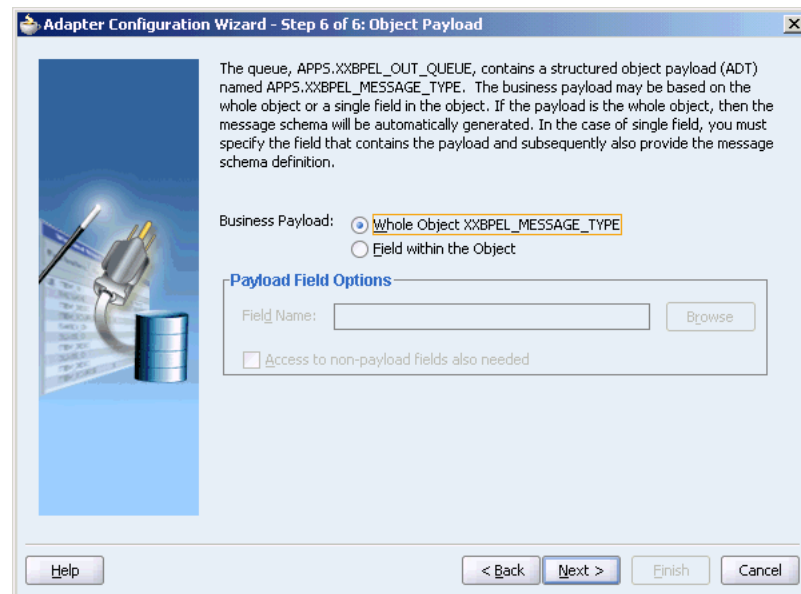 Adapter Configuration Wizard - Step 6 of 6: Object Payload
The queue, APPS.XXBPEL_OUT_QUEUE, contains a structured object payload (ADT)
named APPS.XXBPEL_MESSAGE_TYPE. The business payload may be based on the
whole object or a single field in the object. If the payload is the whole object, then the
message schema will be automatically generated. In the case of single field, you must
specify the field that contains the payload and subsequently also provide the message
schema definition.
Business Payload:
Whole Object XXBPEL_MESSAGE_TYPE
Field within the Object
Payload Field Options
Field Name:
Browse
Access to non-payload fields also needed
Help
< Back
Next >
Finish
Cancel